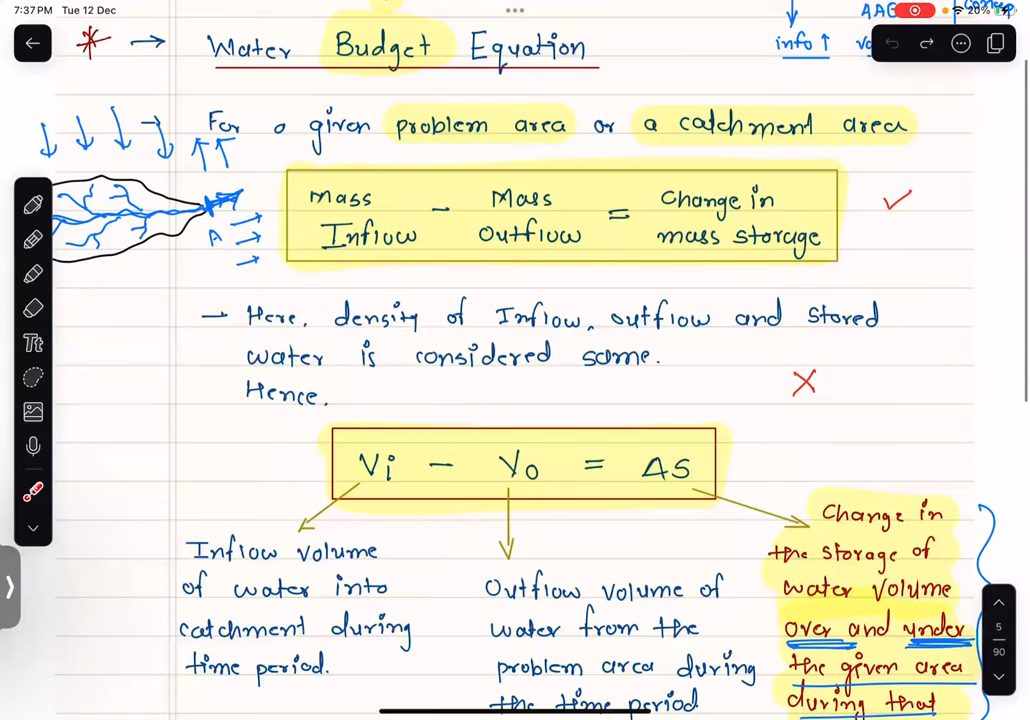 7:37 PM Tue 12 Dec
20%
AAG
info ↑
* → Water Budget Equation
For a given problem area or a catchment area
Mass Inflow - Mass Outflow = Change in mass storage
A
→ Here, density of Inflow, outflow and stored
water is considered same.
Hence,
Vi - Vo = ΔS
Inflow volume
of water into
catchment during
time period.
Outflow volume of
water from the
problem area during
the time period
Change in
the storage of
water volume
over and under
the given area
during that
Tt
5
90